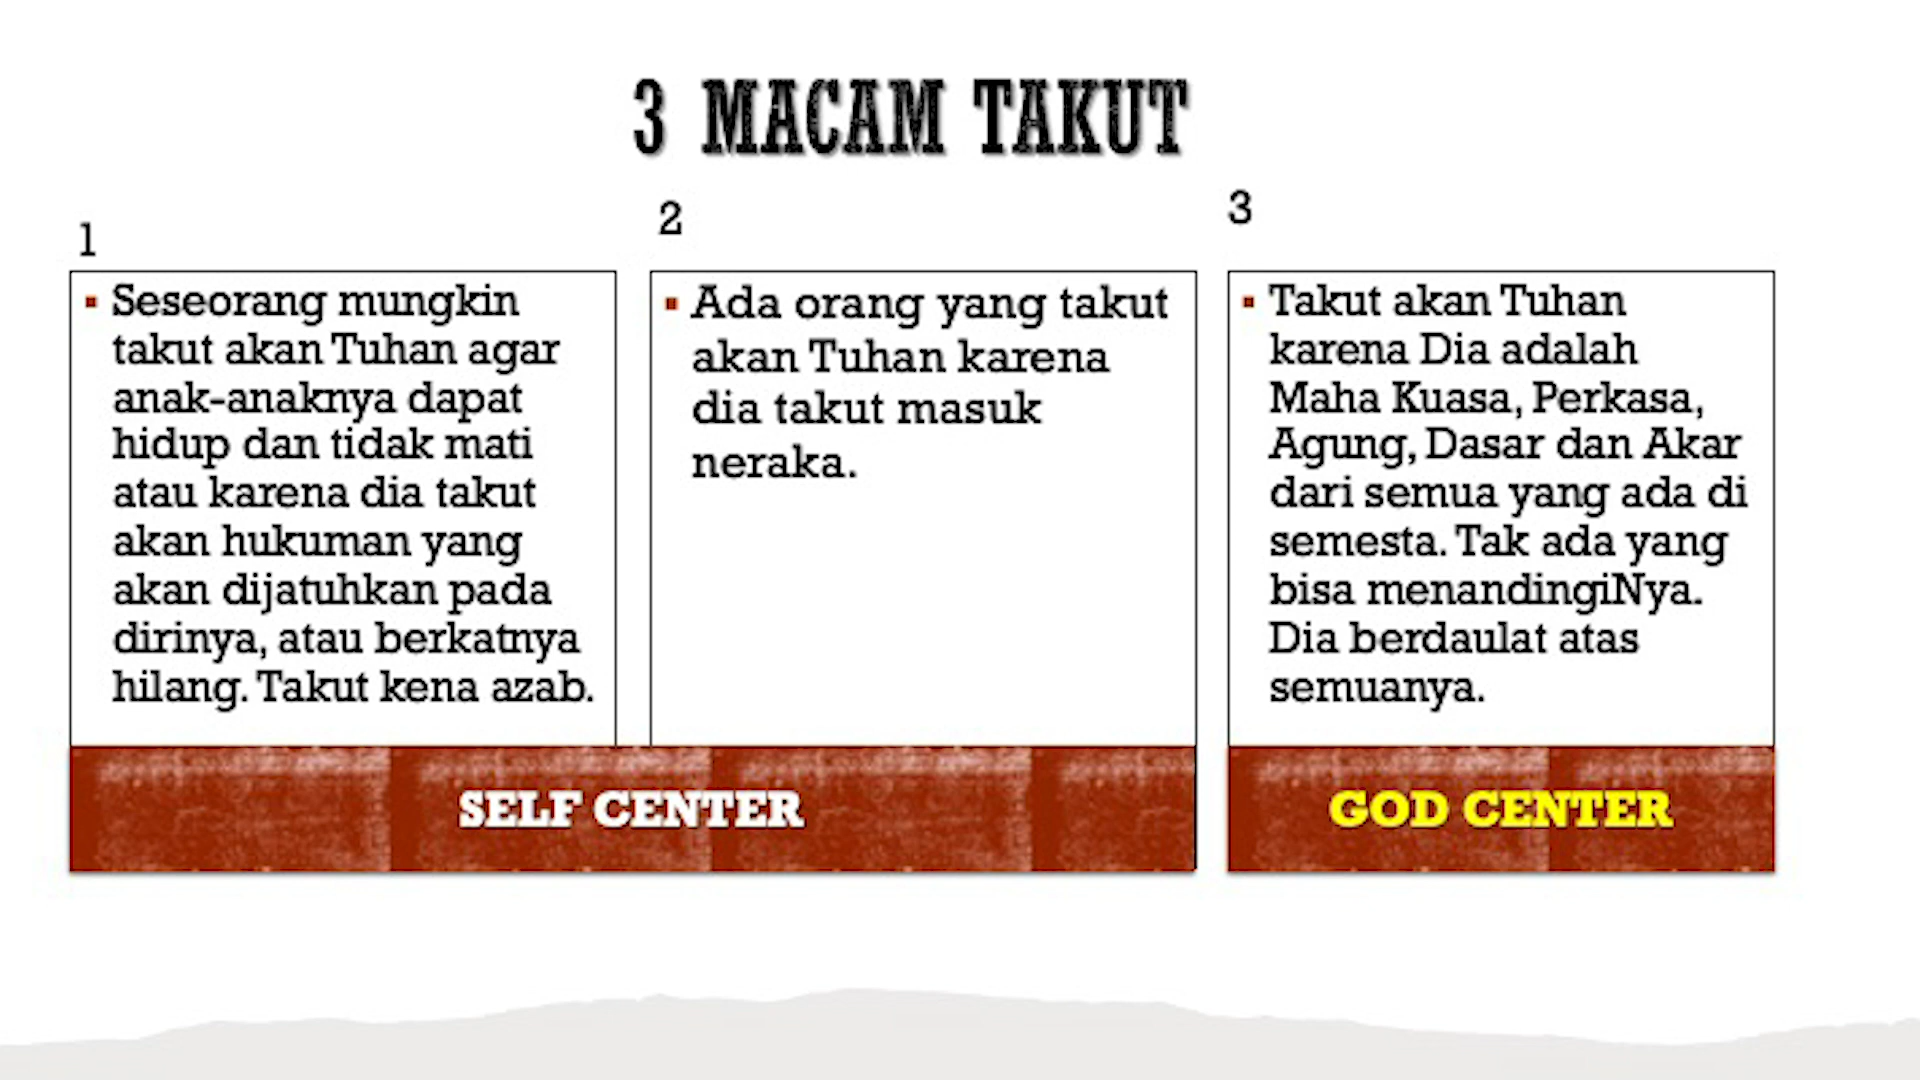 3 MACAM TAKUT
1
Seseorang mungkin
takut akan Tuhan agar
anak-anaknya dapat
hidup dan tidak mati
atau karena dia takut
akan hukuman yang
akan dijatuhkan pada
dirinya, atau berkatnya
hilang. Takut kena azab.
2
Ada orang yang takut
akan Tuhan karena
dia takut masuk
neraka.
SELF CENTER
3
Takut akan Tuhan
karena Dia adalah
Maha Kuasa, Perkasa,
Agung, Dasar dan Akar
dari semua yang ada di
semesta. Tak ada yang
bisa menandingiNya.
Dia berdaulat atas
semuanya.
GOD CENTER